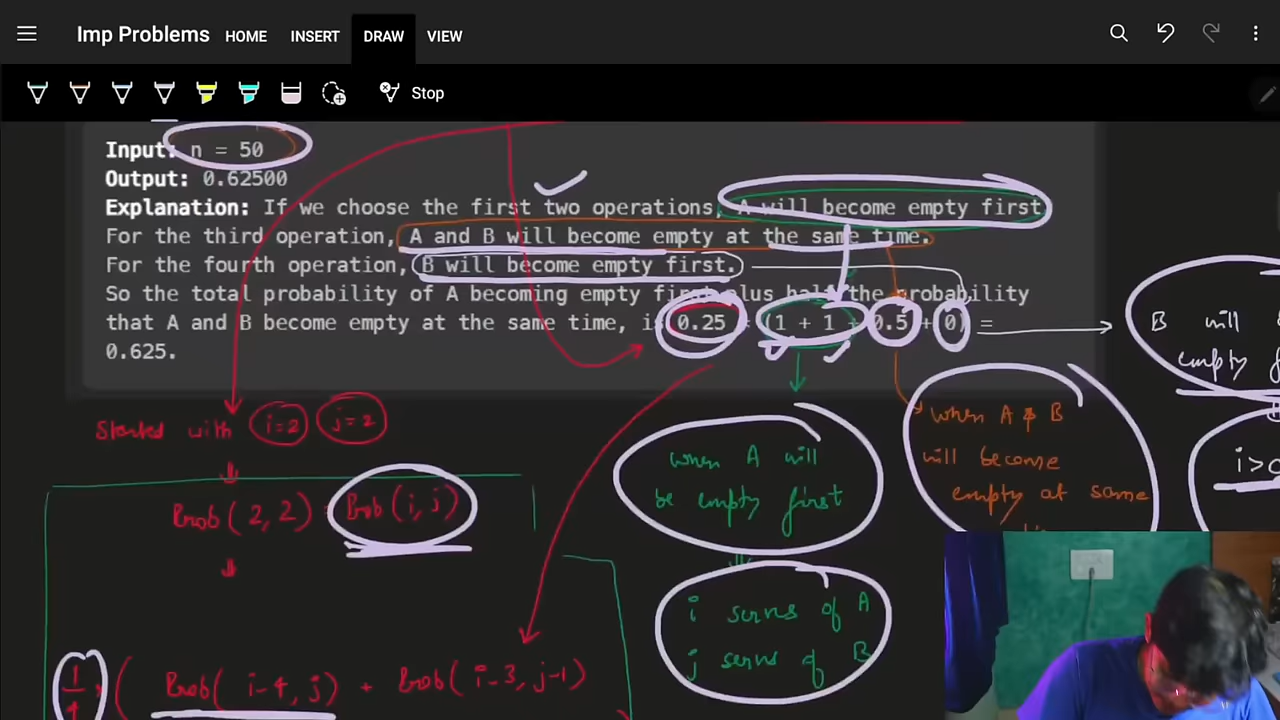 Imp Problems HOME INSERT DRAW VIEW
Stop
Input: n = 50
Output: 0.62500
Explanation: If we choose the first two operations, A will become empty first
For the third operation, A and B will become empty at the same time.
For the fourth operation, B will become empty first.
So the total probability of A becoming empty first plus half the probability
that A and B become empty at the same time, is 0.25 (1 + 1 + 0.5 + 0) =
0.625.
B will
empty
Started with i=2 j=2
Prob(2,2) Prob(i,j)
when A will
be empty first
when A & B
will become
empty at same
i>0
i servs of A
j servs of B
1/4 ( Prob( i-4, j) + Prob( i-3, j-1)